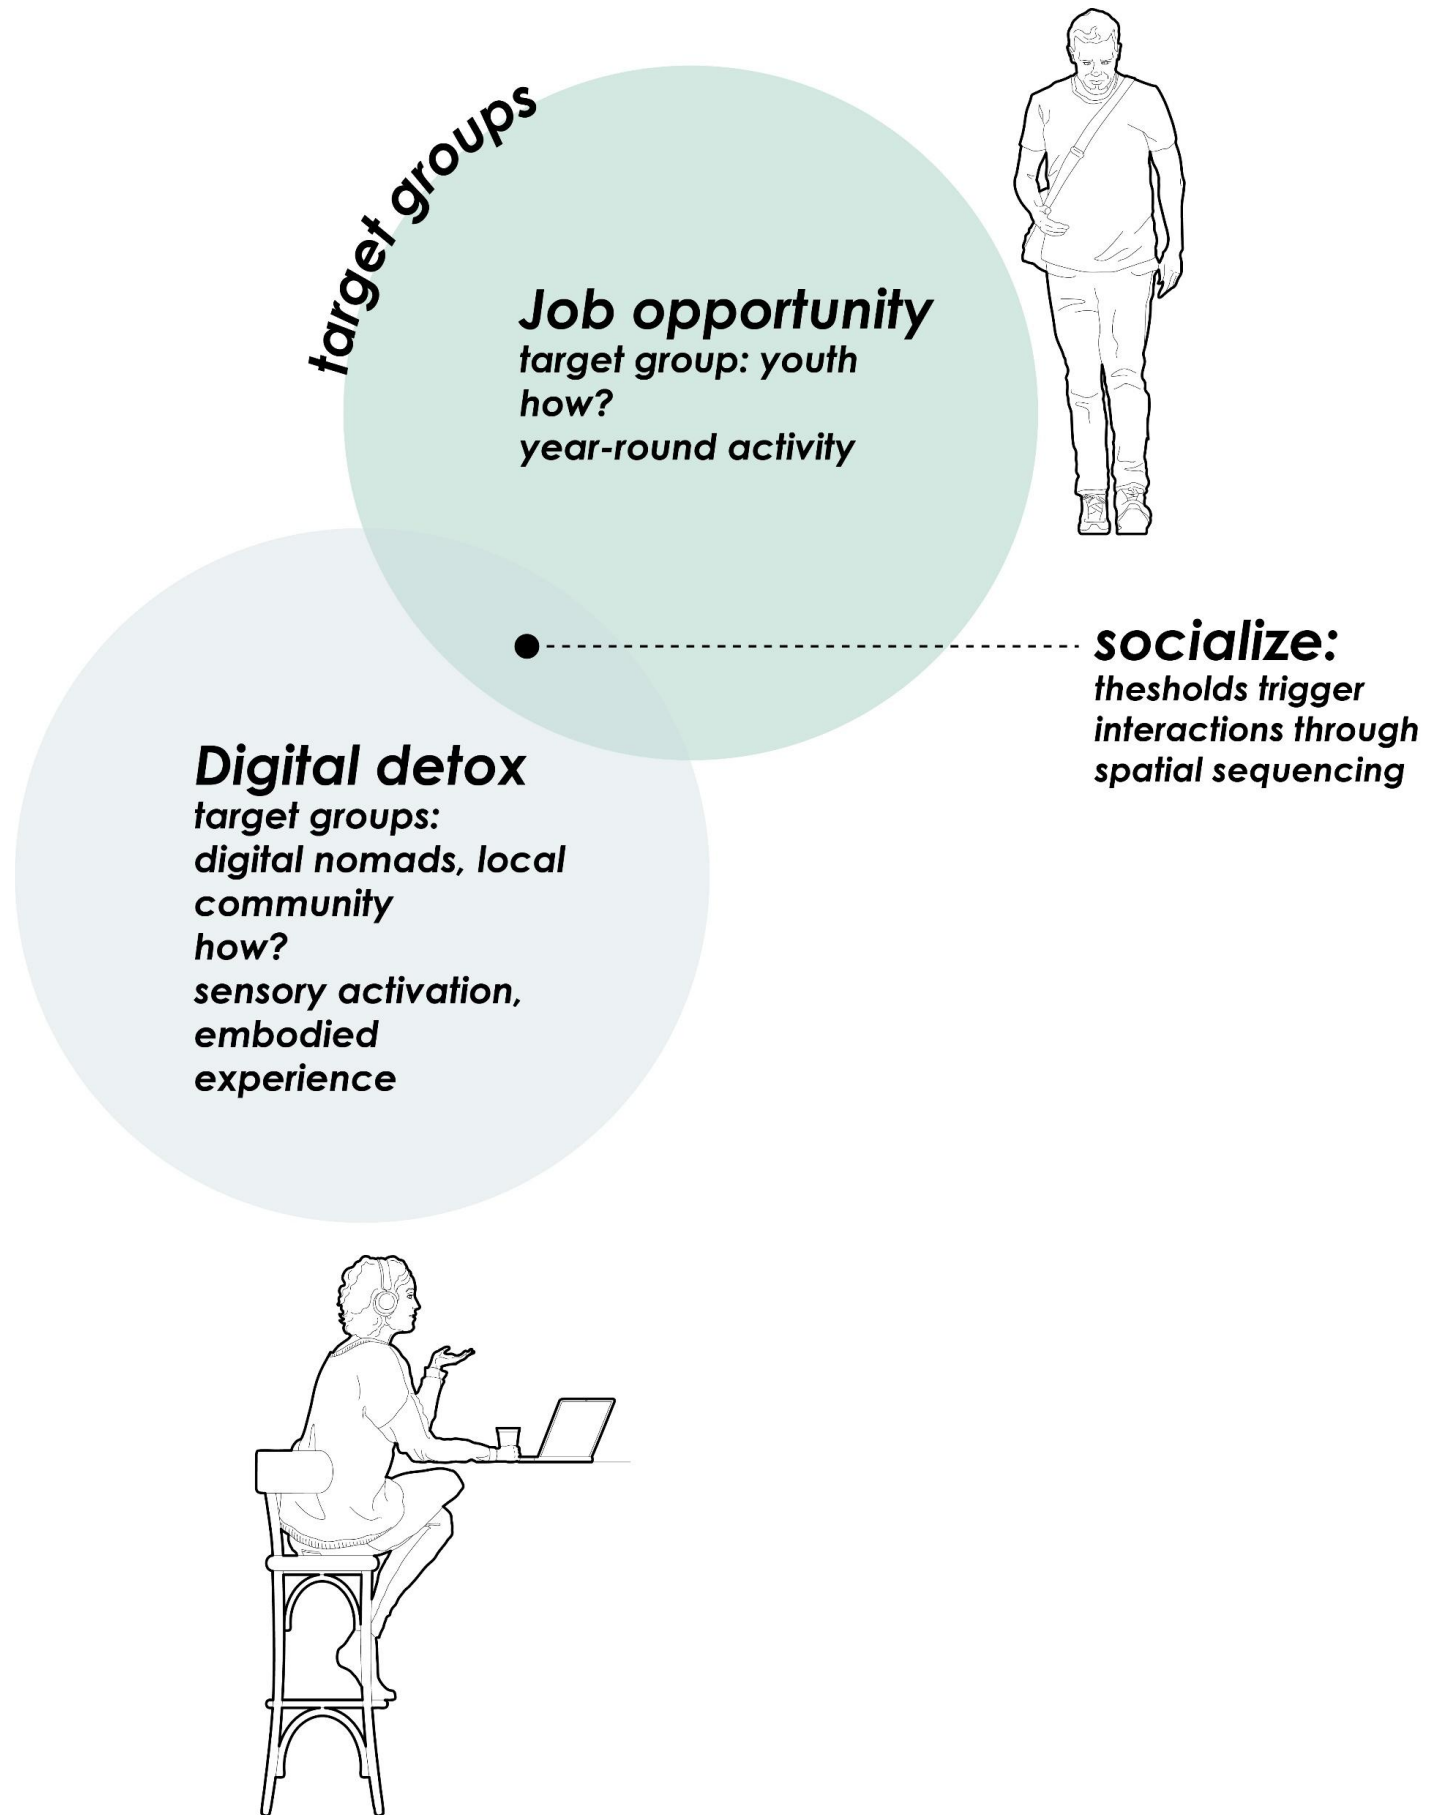 target groups
Job opportunity
target group: youth
how?
year-round activity
socialize:
thesholds trigger
interactions through
spatial sequencing
Digital detox
target groups:
digital nomads, local
community
how?
sensory activation,
embodied
experience